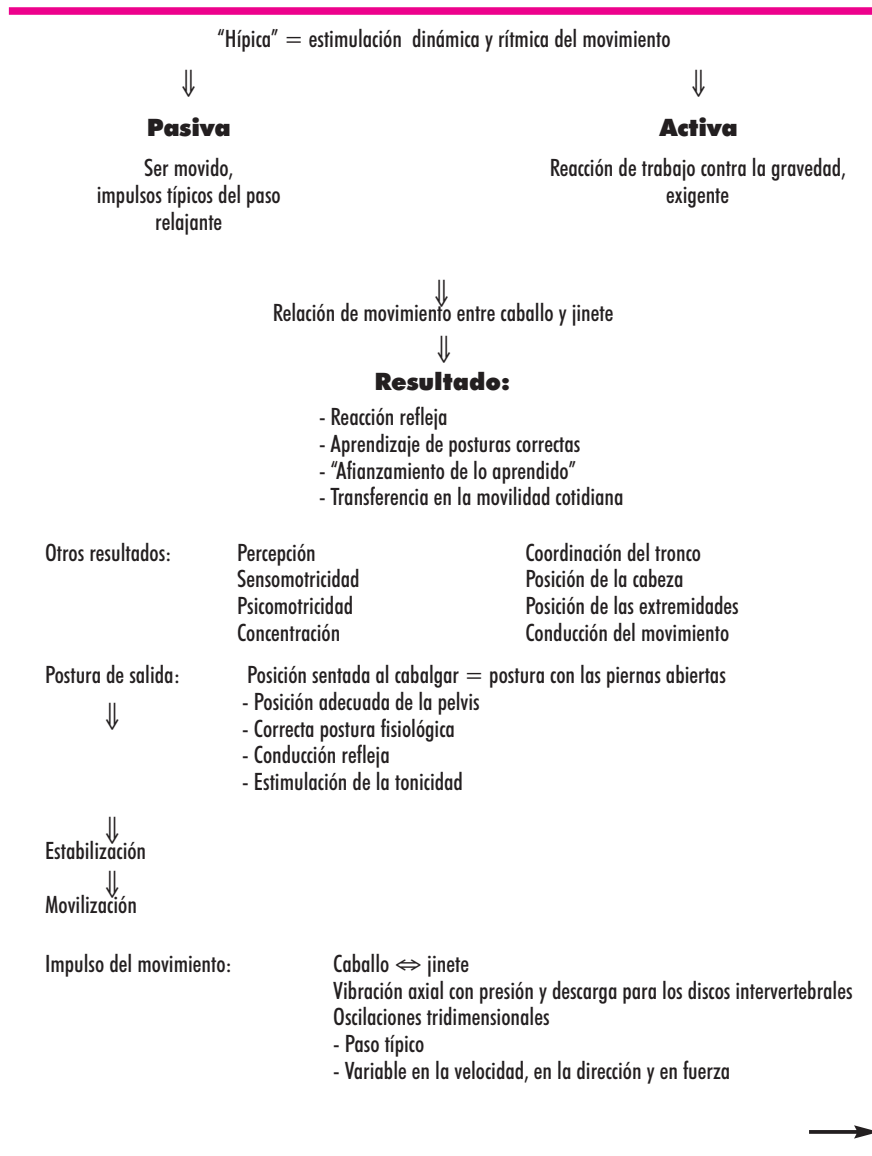 “Hípica” = estimulación dinámica y rítmica del movimiento
⇓ ⇓
Pasiva Activa
Ser movido, Reacción de trabajo contra la gravedad,
impulsos típicos del paso exigente
relajante
⇓
Relación de movimiento entre caballo y jinete
⇓
Resultado:
- Reacción refleja
- Aprendizaje de posturas correctas
- “Afianzamiento de lo aprendido”
- Transferencia en la movilidad cotidiana
Otros resultados: Percepción Coordinación del tronco
Sensomotricidad Posición de la cabeza
Psicomotricidad Posición de las extremidades
Concentración Conducción del movimiento
Postura de salida: Posición sentada al cabalgar = postura con las piernas abiertas
⇓ - Posición adecuada de la pelvis
- Correcta postura fisiológica
- Conducción refleja
- Estimulación de la tonicidad
⇓
Estabilización
⇓
Movilización
Impulso del movimiento: Caballo ⇔ jinete
Vibración axial con presión y descarga para los discos intervertebrales
Oscilaciones tridimensionales
- Paso típico
- Variable en la velocidad, en la dirección y en fuerza